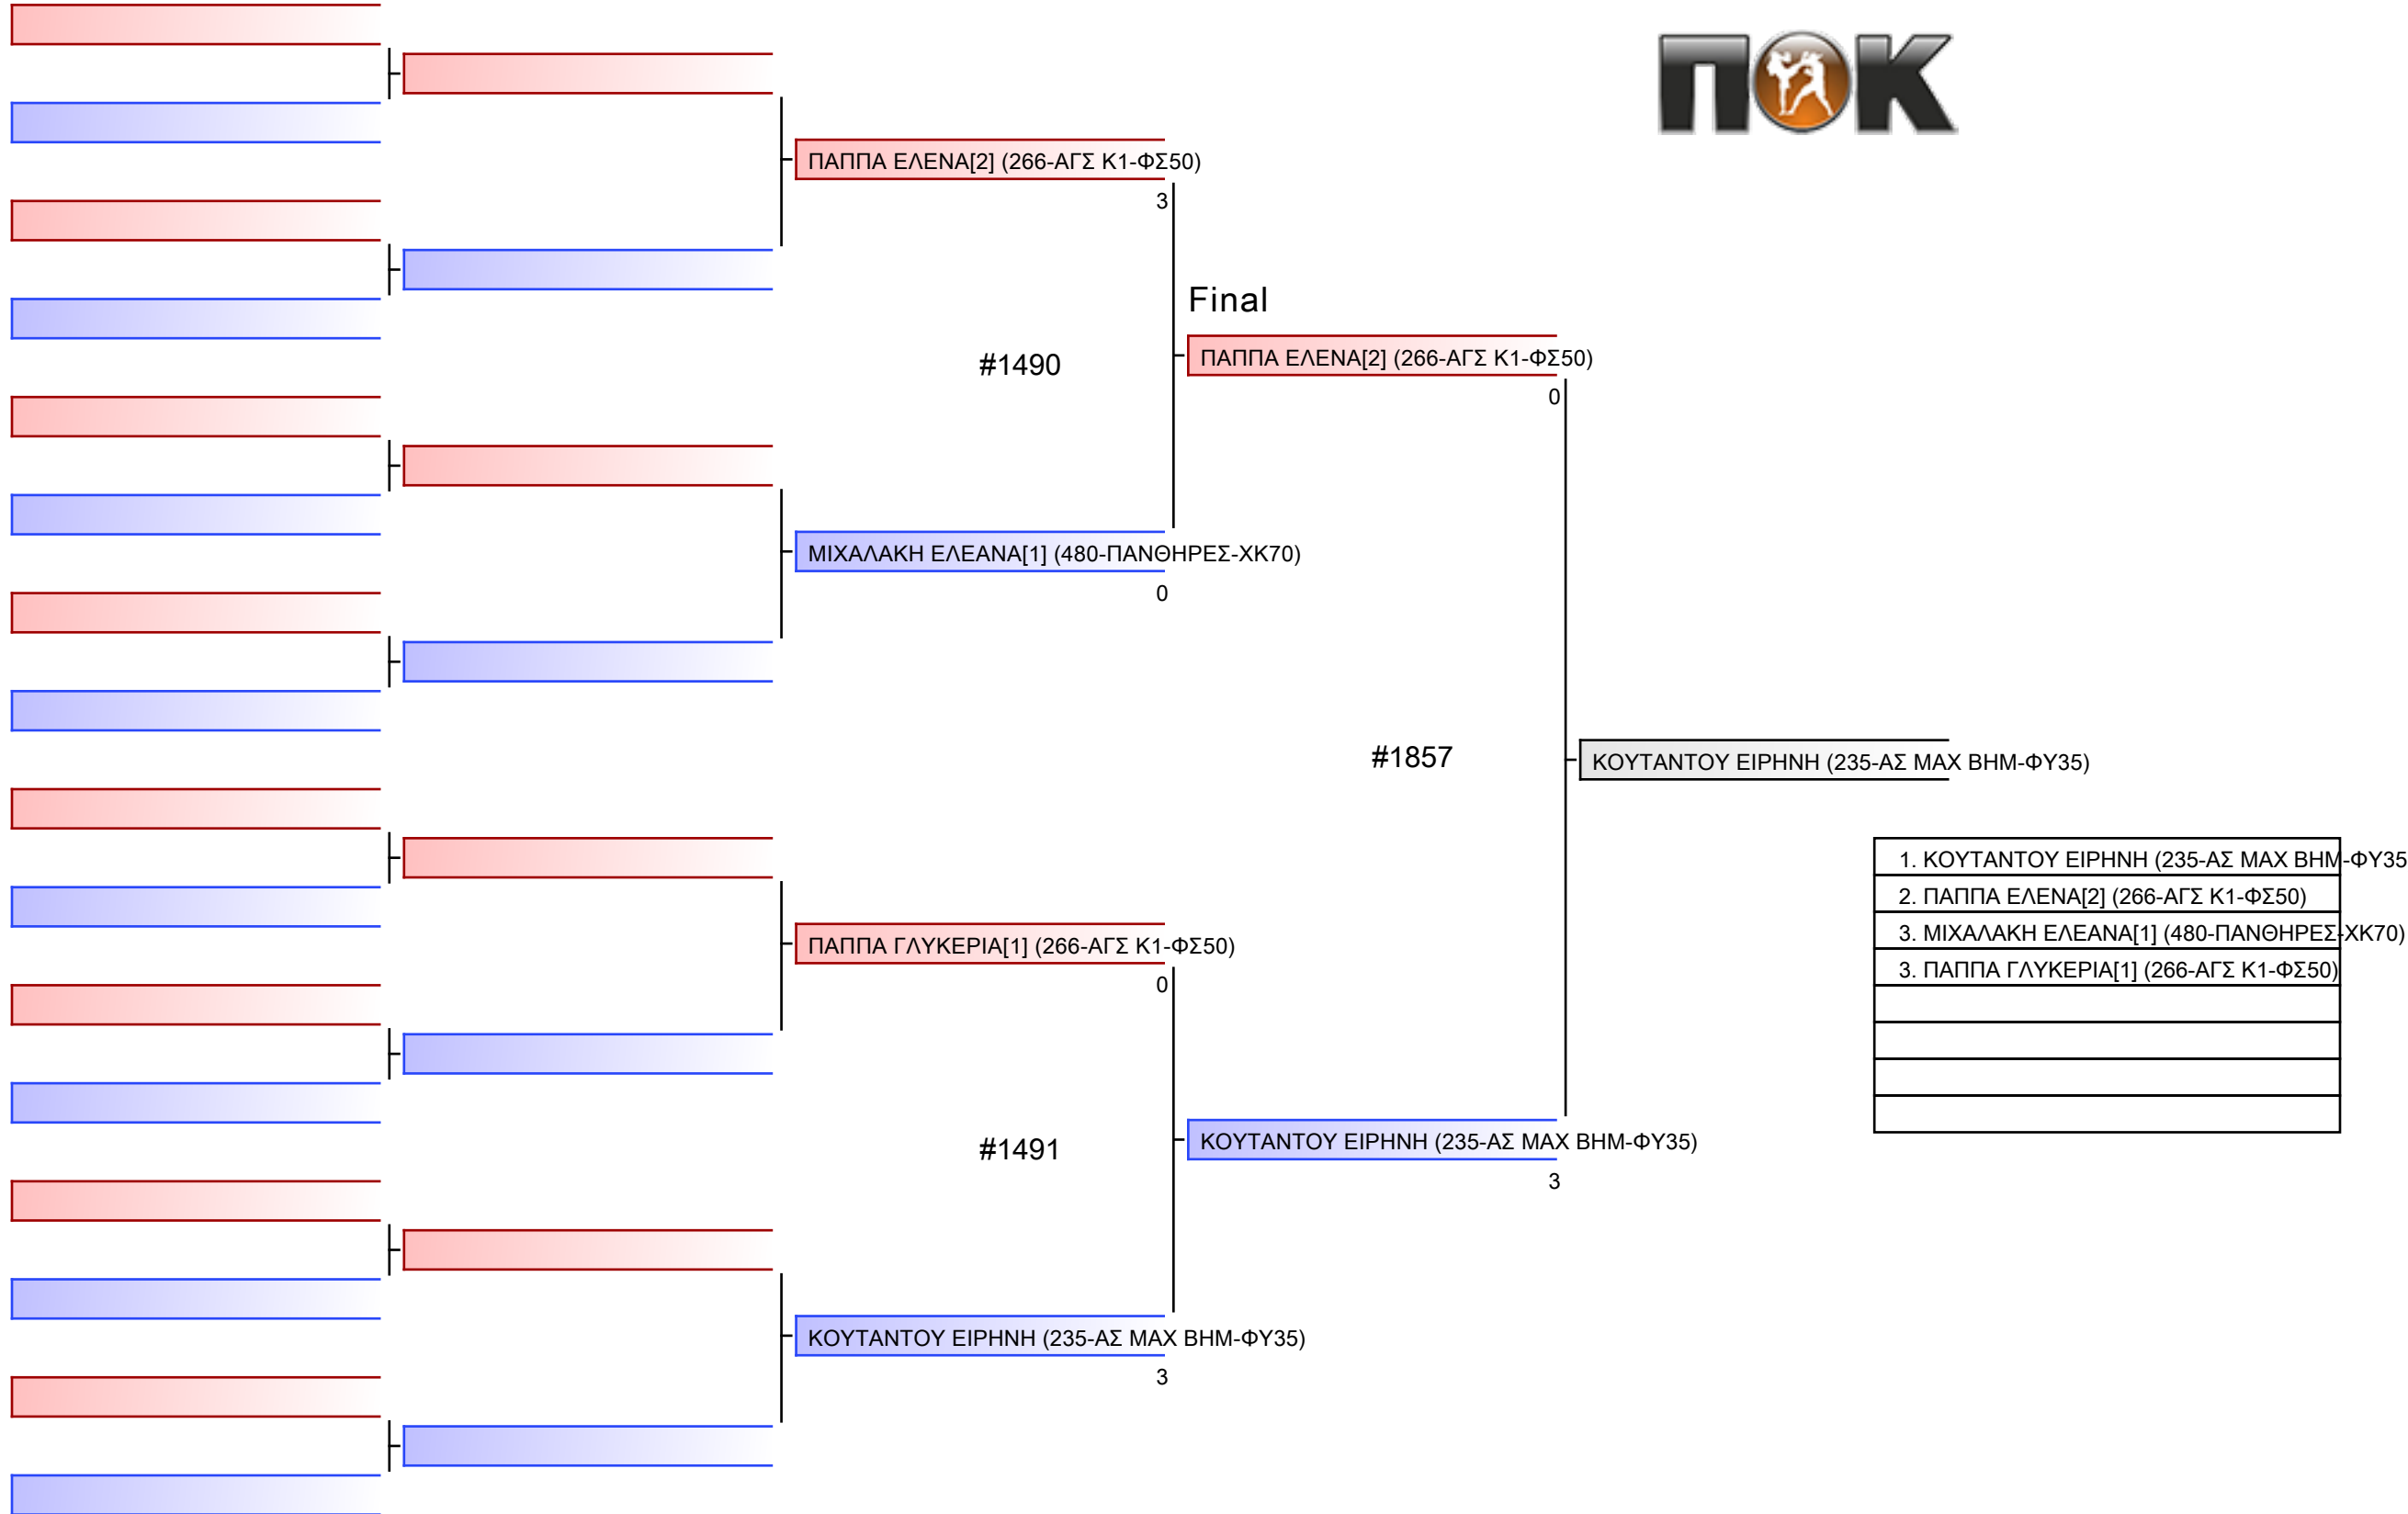 ΠΟΚ
ΠΑΠΠΑ ΕΛΕΝΑ[2] (266-ΑΓΣ Κ1-ΦΣ50)
3
Final
#1490
ΠΑΠΠΑ ΕΛΕΝΑ[2] (266-ΑΓΣ Κ1-ΦΣ50)
0
ΜΙΧΑΛΑΚΗ ΕΛΕΑΝΑ[1] (480-ΠΑΝΘΗΡΕΣ-ΧΚ70)
0
#1857
ΚΟΥΤΑΝΤΟΥ ΕΙΡΗΝΗ (235-ΑΣ ΜΑΧ ΒΗΜ-ΦΥ35)
1. ΚΟΥΤΑΝΤΟΥ ΕΙΡΗΝΗ (235-ΑΣ ΜΑΧ ΒΗΜ-ΦΥ35
2. ΠΑΠΠΑ ΕΛΕΝΑ[2] (266-ΑΓΣ Κ1-ΦΣ50)
3. ΜΙΧΑΛΑΚΗ ΕΛΕΑΝΑ[1] (480-ΠΑΝΘΗΡΕΣ-ΧΚ70)
3. ΠΑΠΠΑ ΓΛΥΚΕΡΙΑ[1] (266-ΑΓΣ Κ1-ΦΣ50)
ΠΑΠΠΑ ΓΛΥΚΕΡΙΑ[1] (266-ΑΓΣ Κ1-ΦΣ50)
0
#1491
ΚΟΥΤΑΝΤΟΥ ΕΙΡΗΝΗ (235-ΑΣ ΜΑΧ ΒΗΜ-ΦΥ35)
3
ΚΟΥΤΑΝΤΟΥ ΕΙΡΗΝΗ (235-ΑΣ ΜΑΧ ΒΗΜ-ΦΥ35)
3